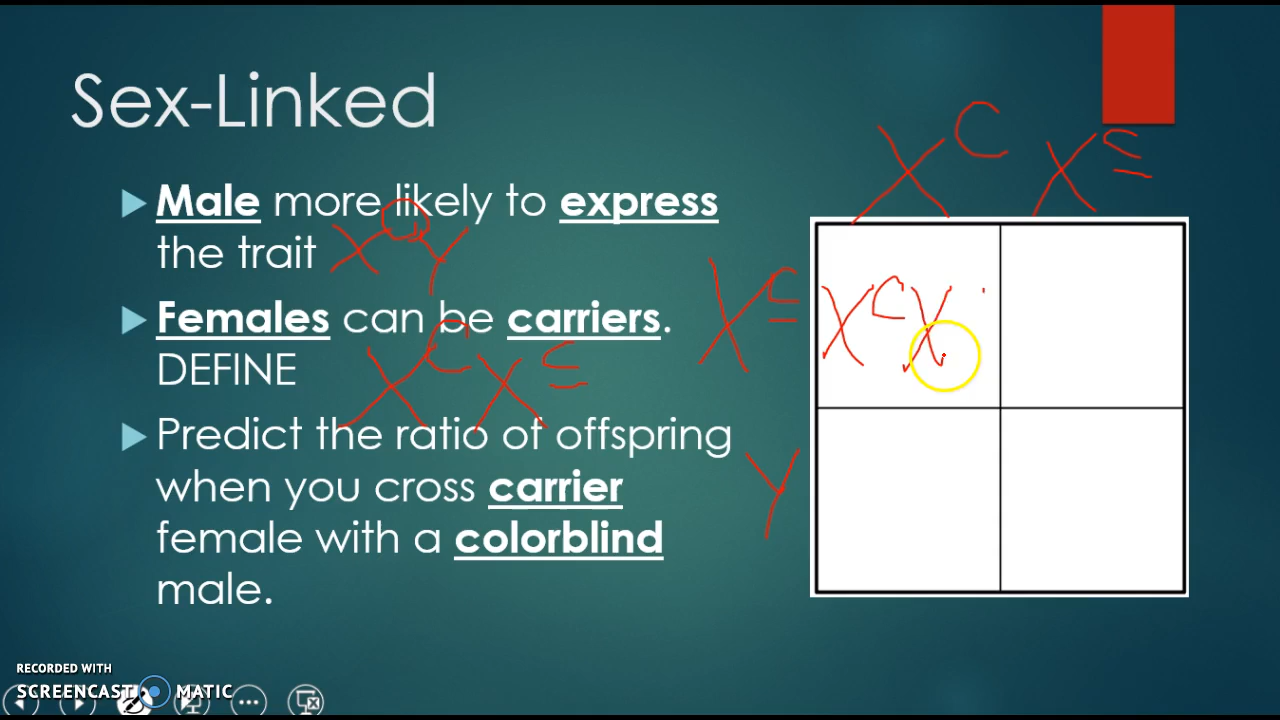 Sex-Linked
Male more likely to express
the trait
X Y
Females can be carriers.
DEFINE
X^C X^c
Predict the ratio of offspring
when you cross carrier
female with a colorblind
male.
X^C X^c
X^c
X^C X
Y
RECORDED WITH
SCREENCAST MATIC